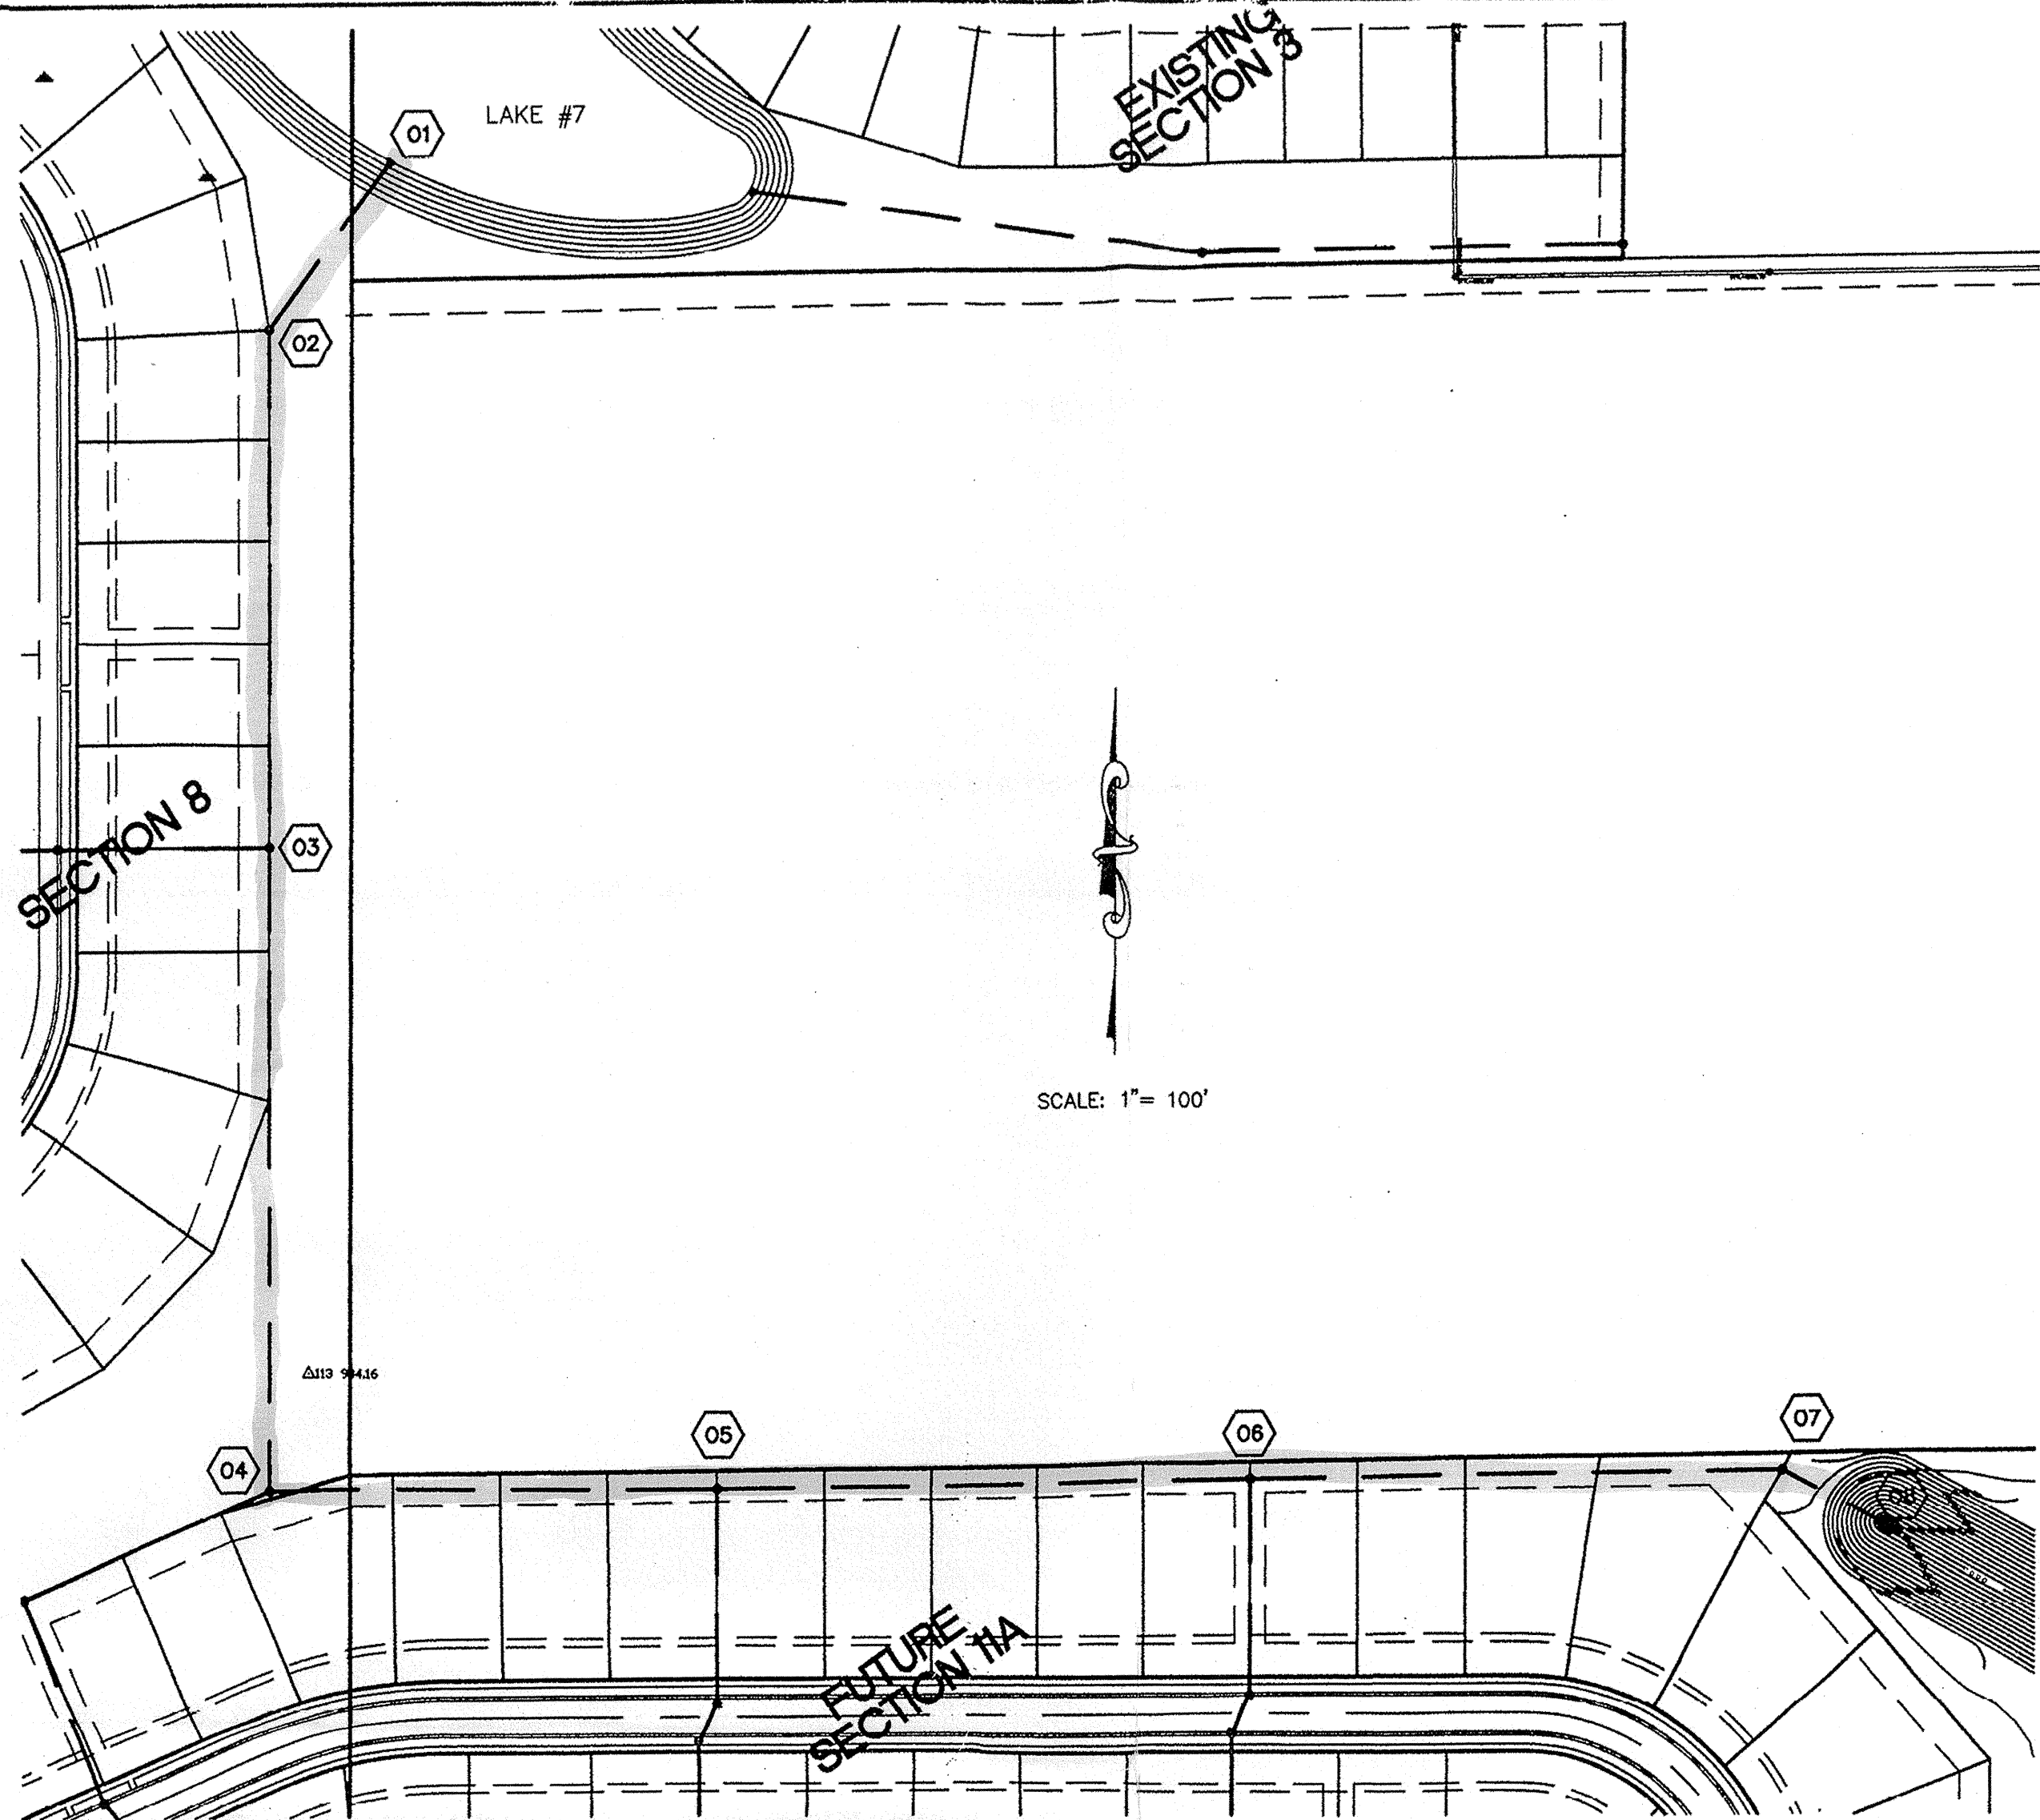 EXISTING
SECTION 3
01
LAKE #7
02
SECTION 8
03
SCALE: 1"= 100'
04
05
06
07
08
FUTURE
SECTION 11A